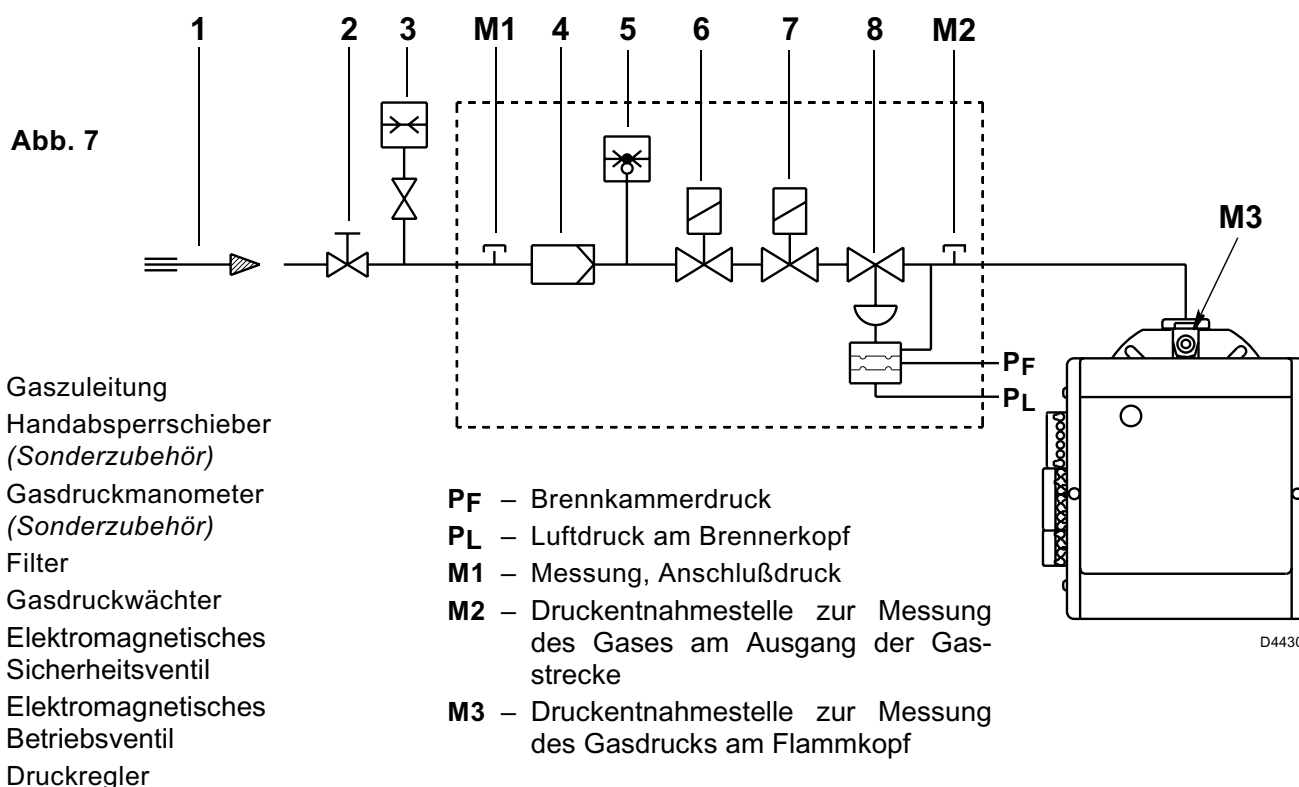 1 2 3 M1 4 5 6 7 8 M2
Abb. 7
M3
PF
PL
Gaszuleitung
Handabsperrschieber
(Sonderzubehör)
Gasdruckmanometer
(Sonderzubehör)
Filter
Gasdruckwächter
Elektromagnetisches
Sicherheitsventil
Elektromagnetisches
Betriebsventil
Druckregler
PF – Brennkammerdruck
PL – Luftdruck am Brennerkopf
M1 – Messung, Anschlußdruck
M2 – Druckentnahmestelle zur Messung
des Gases am Ausgang der Gas-
strecke
M3 – Druckentnahmestelle zur Messung
des Gasdrucks am Flammkopf
D4430